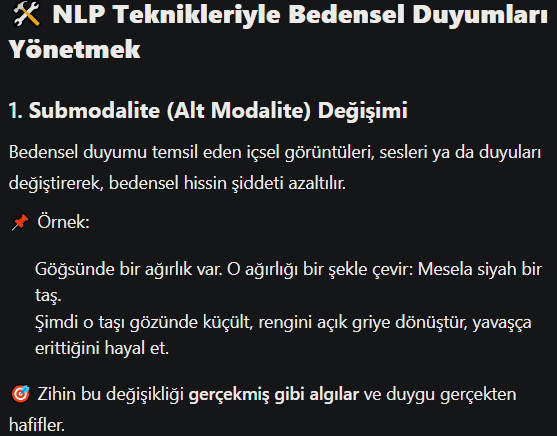 🛠️ NLP Teknikleriyle Bedensel Duyumları
Yönetmek
1. Submodalite (Alt Modalite) Değişimi
Bedensel duyumu temsil eden içsel görüntüleri, sesleri ya da duyuları
değiştirerek, bedensel hissin şiddeti azaltılır.
📌 Örnek:
Göğsünde bir ağırlık var. O ağırlığı bir şekle çevir: Mesela siyah bir
taş.
Şimdi o taşı gözünde küçült, rengini açık griye dönüştür, yavaşça
erittiğini hayal et.
🎯 Zihin bu değişikliği gerçekmiş gibi algılar ve duygu gerçekten
hafifler.